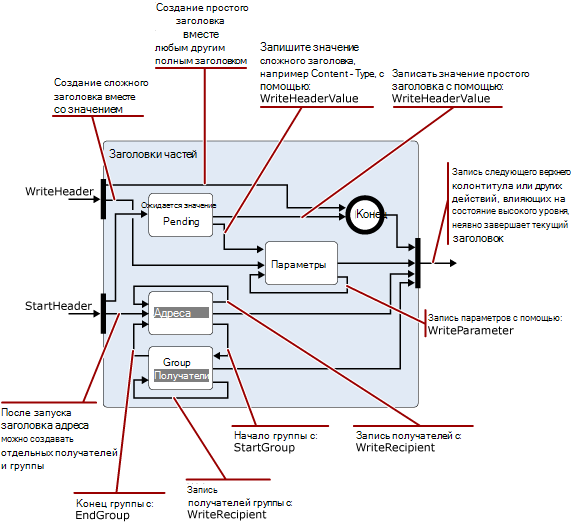 Создание простого
заголовка
вместе
любым другим
полным заголовком
Запишите значение
сложного заголовка,
например Content - Type, с
помощью:
WriteHeaderValue
Записать значение простого
заголовка с помощью:
WriteHeaderValue
Создание сложного
заголовка вместе
со значением
Заголовки частей
WriteHeader
Ожидается значение
Pending
Конец
Запись следующего верхнего
колонтитула или других
действий, влияющих на
состояние высокого уровня,
неявно завершает текущий
заголовок
Параметры
StartHeader
Адреса
Запись параметров с помощью:
WriteParameter
Group
Получатели
После запуска
заголовка адреса
можно создавать
отдельных получателей
и группы
Начало группы с:
StartGroup
Запись получателей с:
WriteRecipient
Конец группы с:
EndGroup
Запись
получателей группы с:
WriteRecipient